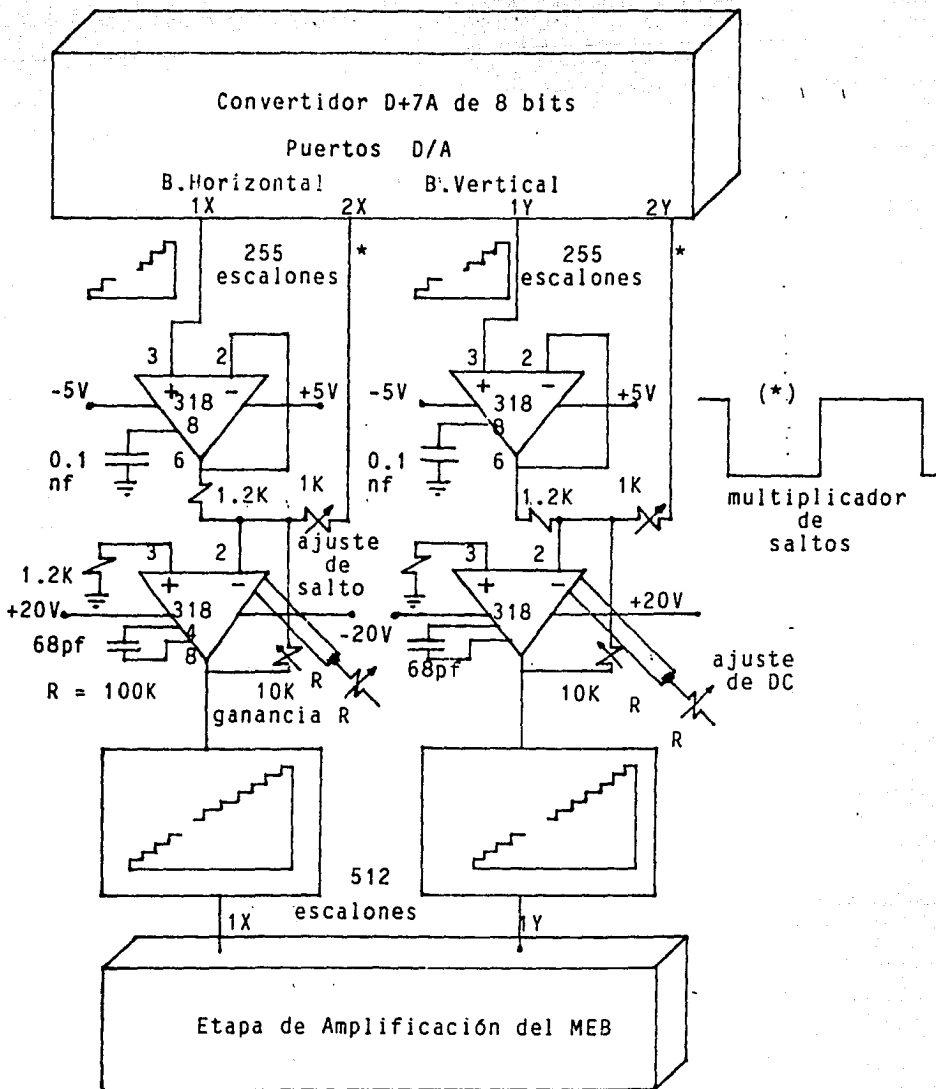 Convertidor D+7A de 8 bits
Puertos D/A
B.Horizontal B.Vertical
1X 2X 1Y 2Y
255 escalones * 255 escalones *
3 2 3 2
-5V + - +5V -5V + - +5V (*)
318 318
8 8
0.1 nf 6 0.1 nf 6
1.2K 1K 1.2K 1K
multiplicador de saltos
ajuste de salto
1.2K 3 2 3 2
+ - + -
+20V 318 -20V 318 +20V
68pf 4 8 68pf
R = 100K 10K R 10K R
ajuste de DC
ganancia R R
512 escalones
1X 1Y
Etapa de Amplificación del MEB